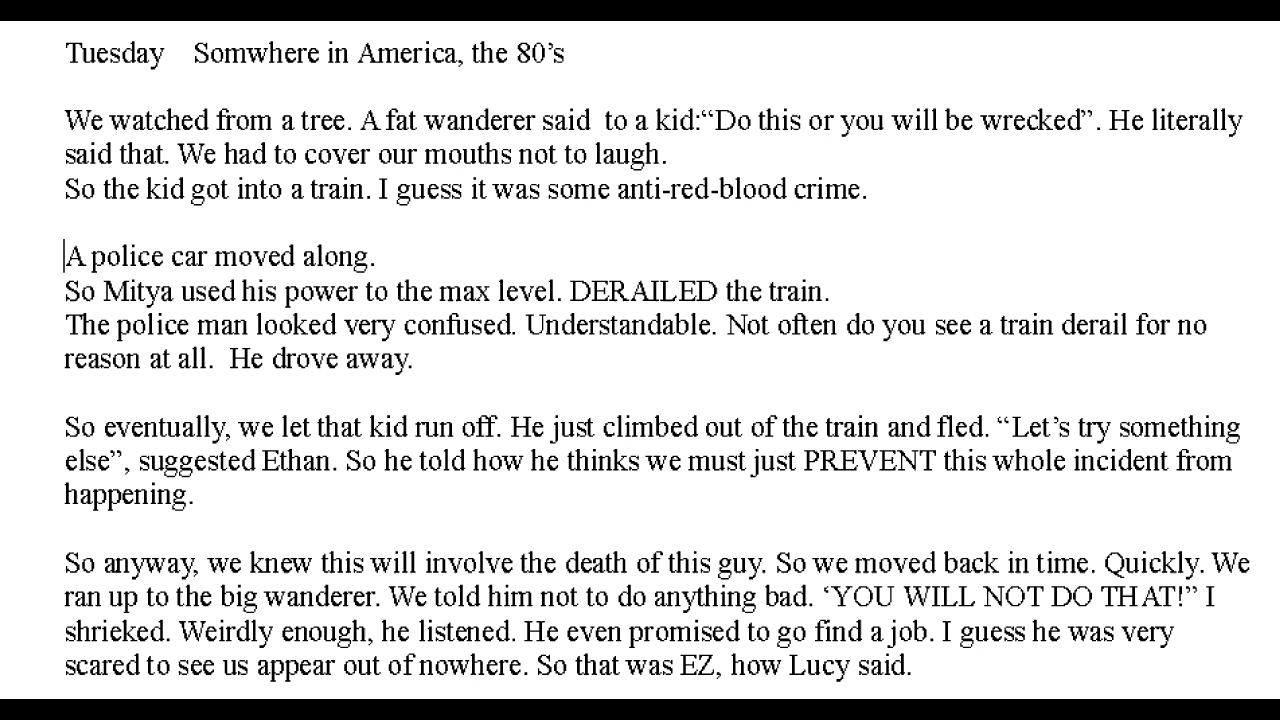 Tuesday    Somwhere in America, the 80’s
We watched from a tree. A fat wanderer said  to a kid:“Do this or you will be wrecked”. He literally
said that. We had to cover our mouths not to laugh.
So the kid got into a train. I guess it was some anti-red-blood crime.
A police car moved along.
So Mitya used his power to the max level. DERAILED the train.
The police man looked very confused. Understandable. Not often do you see a train derail for no
reason at all.  He drove away.
So eventually, we let that kid run off. He just climbed out of the train and fled. “Let’s try something
else”, suggested Ethan. So he told how he thinks we must just PREVENT this whole incident from
happening.
So anyway, we knew this will involve the death of this guy. So we moved back in time. Quickly. We
ran up to the big wanderer. We told him not to do anything bad. ‘YOU WILL NOT DO THAT!” I
shrieked. Weirdly enough, he listened. He even promised to go find a job. I guess he was very
scared to see us appear out of nowhere. So that was EZ, how Lucy said.